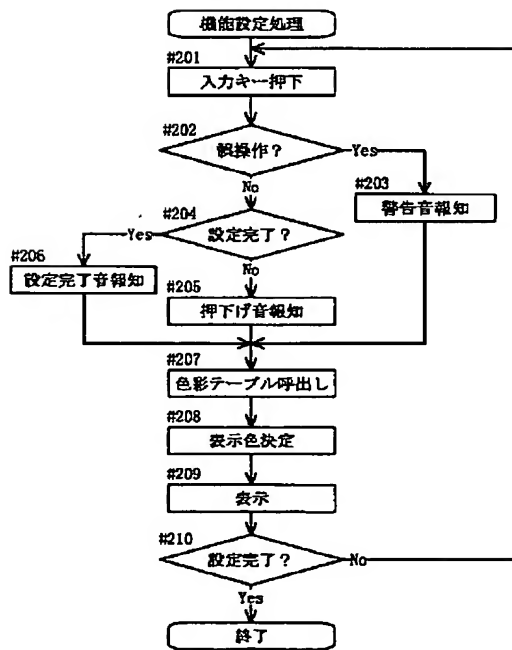 機能設定処理
#201
入力キー押下
#202
誤操作？
Yes
No
#203
警告音報知
#204
設定完了？
Yes
No
#206
設定完了音報知
#205
押下げ音報知
#207
色彩テーブル呼出し
#208
表示色決定
#209
表示
#210
設定完了？
No
Yes
終了